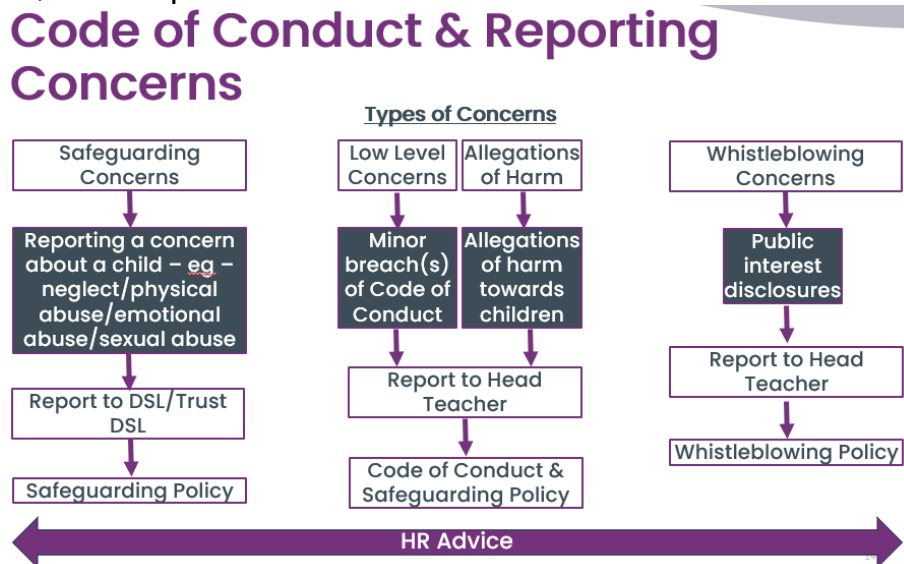 Code of Conduct & Reporting
Concerns
Types of Concerns
Safeguarding
Concerns
Reporting a concern
about a child – eg –
neglect/physical
abuse/emotional
abuse/sexual abuse
Report to DSL/Trust
DSL
Safeguarding Policy
Low Level
Concerns
Minor
breach(s)
of Code of
Conduct
Allegations
of Harm
Allegations
of harm
towards
children
Report to Head
Teacher
Code of Conduct &
Safeguarding Policy
Whistleblowing
Concerns
Public
interest
disclosures
Report to Head
Teacher
Whistleblowing Policy
HR Advice